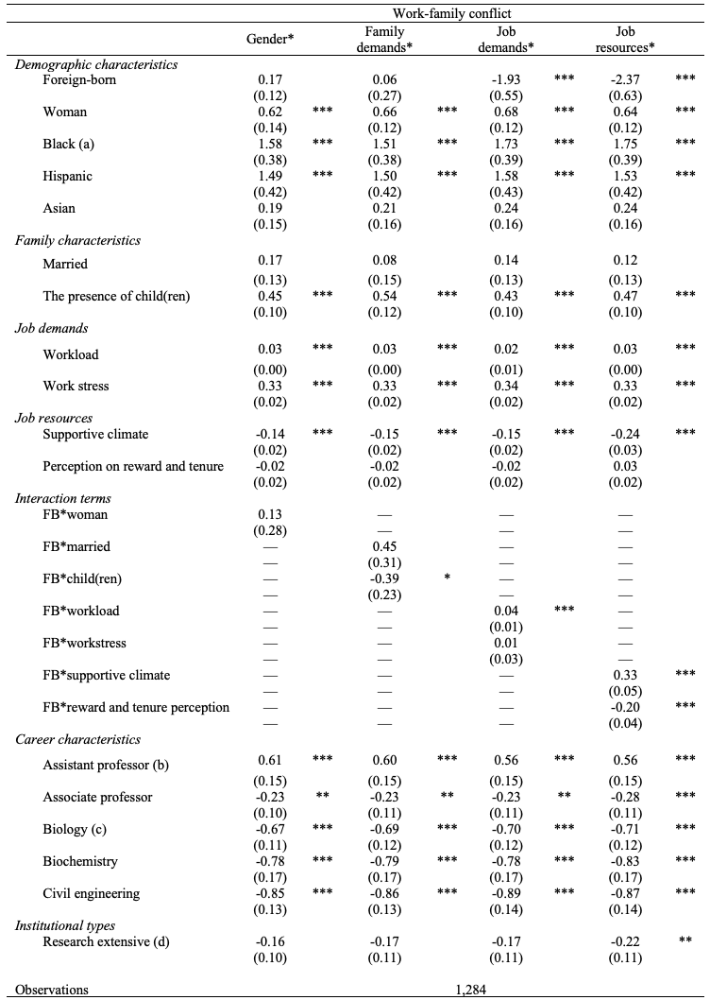 Work-family conflict
Gender* Family demands* Job demands* Job resources*
Demographic characteristics
Foreign-born 0.17 0.06 -1.93 *** -2.37 ***
(0.12) (0.27) (0.55) (0.63)
Woman 0.62 *** 0.66 *** 0.68 *** 0.64 ***
(0.14) (0.12) (0.12) (0.12)
Black (a) 1.58 *** 1.51 *** 1.73 *** 1.75 ***
(0.38) (0.38) (0.39) (0.39)
Hispanic 1.49 *** 1.50 *** 1.58 *** 1.53 ***
(0.42) (0.42) (0.43) (0.42)
Asian 0.19 0.21 0.24 0.24
(0.15) (0.16) (0.16) (0.16)
Family characteristics
Married 0.17 0.08 0.14 0.12
(0.13) (0.15) (0.13) (0.13)
The presence of child(ren) 0.45 *** 0.54 *** 0.43 *** 0.47 ***
(0.10) (0.12) (0.10) (0.10)
Job demands
Workload 0.03 *** 0.03 *** 0.02 *** 0.03 ***
(0.00) (0.00) (0.01) (0.00)
Work stress 0.33 *** 0.33 *** 0.34 *** 0.33 ***
(0.02) (0.02) (0.02) (0.02)
Job resources
Supportive climate -0.14 *** -0.15 *** -0.15 *** -0.24 ***
(0.02) (0.02) (0.02) (0.03)
Perception on reward and tenure -0.02 -0.02 -0.02 0.03
(0.02) (0.02) (0.02) (0.02)
Interaction terms
FB*woman 0.13 — — —
(0.28) — — —
FB*married — 0.45 — —
— (0.31) — —
FB*child(ren) — -0.39 * — —
— (0.23) — —
FB*workload — — 0.04 *** —
— — (0.01) —
FB*workstress — — 0.01 —
— — (0.03) —
FB*supportive climate — — — 0.33 ***
— — — (0.05)
FB*reward and tenure perception — — — -0.20 ***
— — — (0.04)
Career characteristics
Assistant professor (b) 0.61 *** 0.60 *** 0.56 *** 0.56 ***
(0.15) (0.15) (0.15) (0.15)
Associate professor -0.23 ** -0.23 ** -0.23 ** -0.28 ***
(0.10) (0.11) (0.11) (0.11)
Biology (c) -0.67 *** -0.69 *** -0.70 *** -0.71 ***
(0.11) (0.12) (0.12) (0.12)
Biochemistry -0.78 *** -0.79 *** -0.78 *** -0.83 ***
(0.17) (0.17) (0.17) (0.17)
Civil engineering -0.85 *** -0.86 *** -0.89 *** -0.87 ***
(0.13) (0.13) (0.14) (0.14)
Institutional types
Research extensive (d) -0.16 -0.17 -0.17 -0.22 **
(0.10) (0.11) (0.11) (0.11)
Observations 1,284